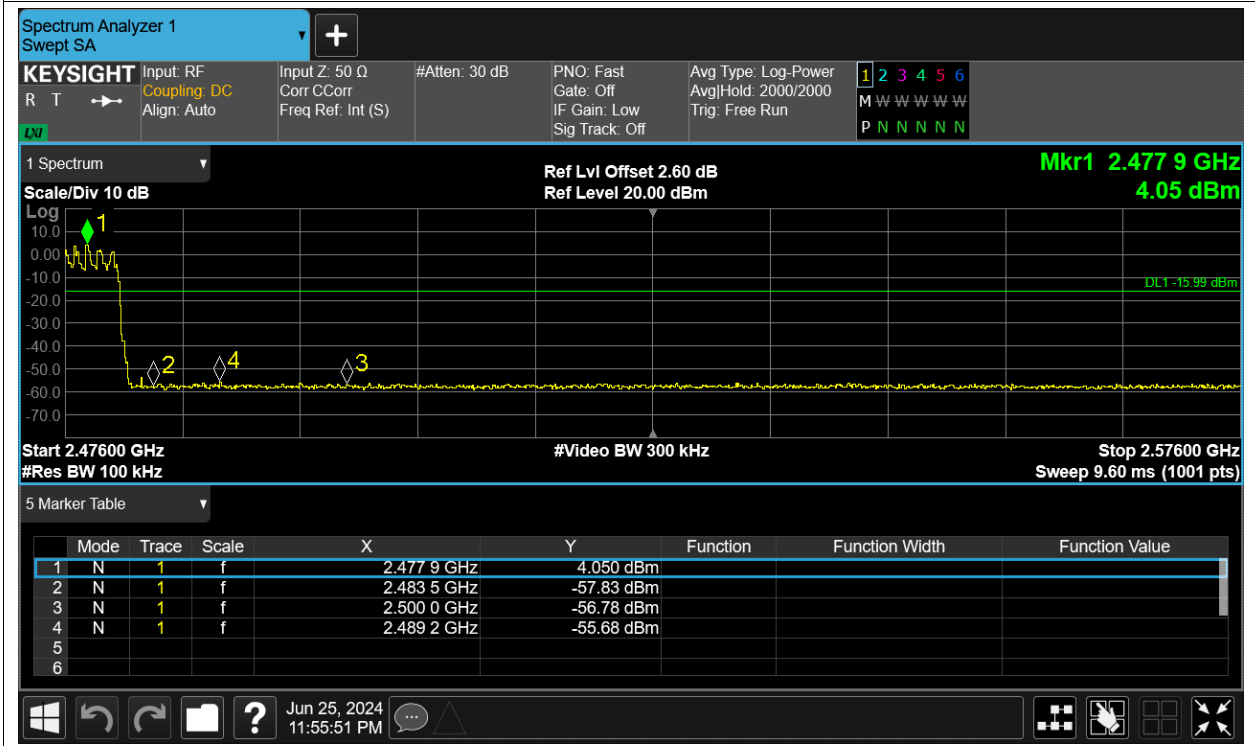 Spectrum Analyzer 1
Swept SA
KEYSIGHT
R T
LXI
Input: RF
Coupling: DC
Align: Auto
Input Z: 50 Ω
Corr CCorr
Freq Ref: Int (S)
#Atten: 30 dB
PNO: Fast
Gate: Off
IF Gain: Low
Sig Track: Off
Avg Type: Log-Power
Avg|Hold: 2000/2000
Trig: Free Run
1 2 3 4 5 6
M W W W W W
P N N N N N
1 Spectrum
Scale/Div 10 dB
Ref Lvl Offset 2.60 dB
Ref Level 20.00 dBm
Mkr1 2.477 9 GHz
4.05 dBm
Log
10.0
0.00
-10.0
-20.0
-30.0
-40.0
-50.0
-60.0
-70.0
1
2
4
3
DL1 -15.99 dBm
Start 2.47600 GHz
#Res BW 100 kHz
#Video BW 300 kHz
Stop 2.57600 GHz
Sweep 9.60 ms (1001 pts)
5 Marker Table
Mode Trace Scale X Y Function Function Width Function Value
1 N 1 f 2.477 9 GHz 4.050 dBm
2 N 1 f 2.483 5 GHz -57.83 dBm
3 N 1 f 2.500 0 GHz -56.78 dBm
4 N 1 f 2.489 2 GHz -55.68 dBm
5
6
?
Jun 25, 2024
11:55:51 PM